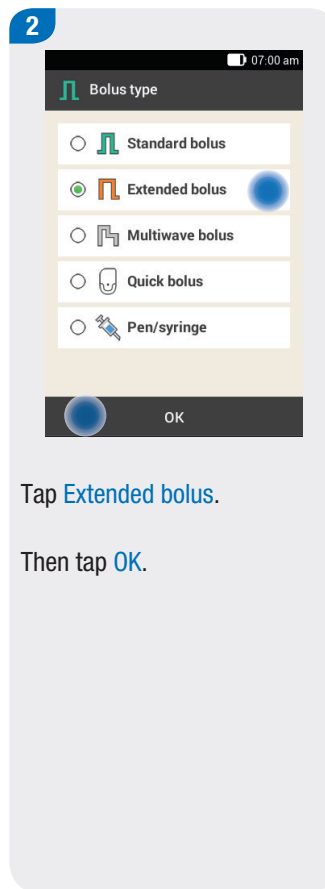 2
07:00 am
Bolus type
Standard bolus
Extended bolus
Multiwave bolus
Quick bolus
Pen/syringe
OK
Tap Extended bolus.
Then tap OK.